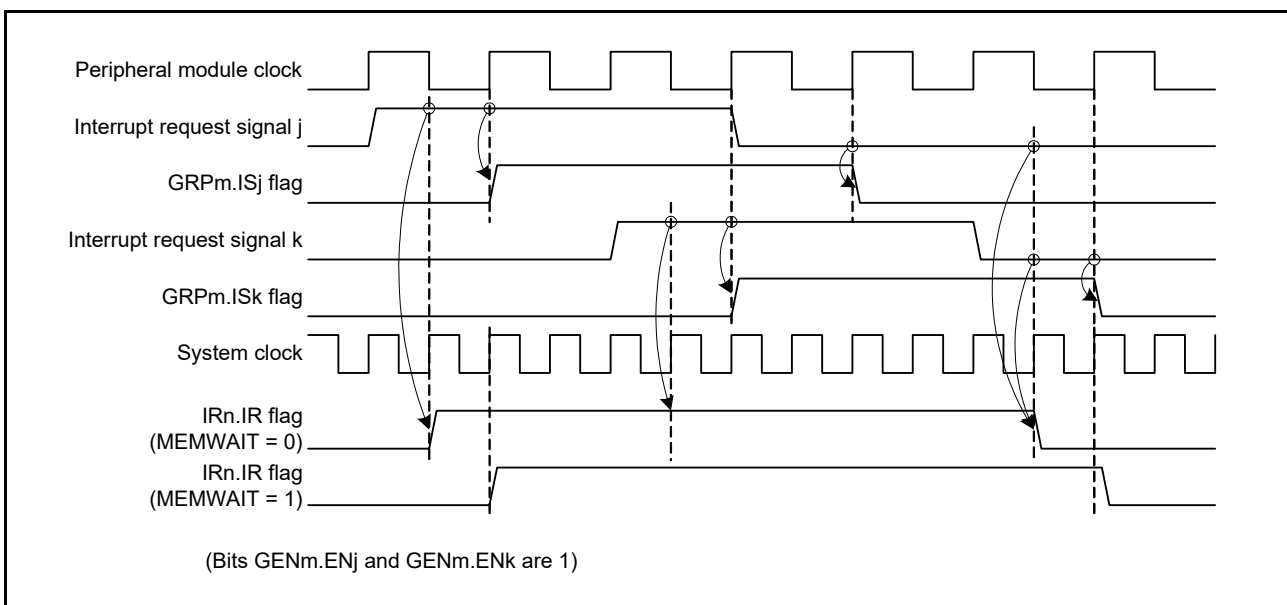 Peripheral module clock
Interrupt request signal j
GRPm.ISj flag
Interrupt request signal k
GRPm.ISk flag
System clock
IRn.IR flag
(MEMWAIT = 0)
IRn.IR flag
(MEMWAIT = 1)
(Bits GENm.ENj and GENm.ENk are 1)